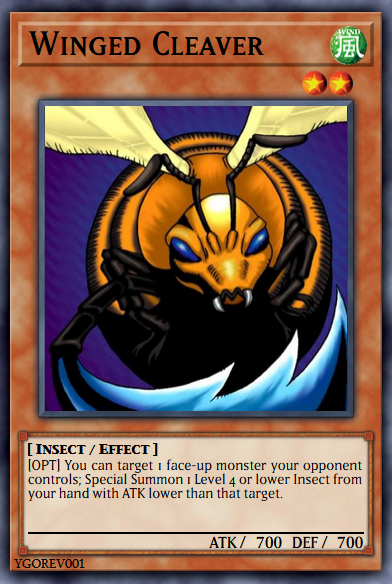 Winged Cleaver
WIND
風
[ Insect / Effect ]
[OPT] You can target 1 face-up monster your opponent
controls; Special Summon 1 Level 4 or lower Insect from
your hand with ATK lower than that target.
ATK / 700 DEF / 700
YGOREV001